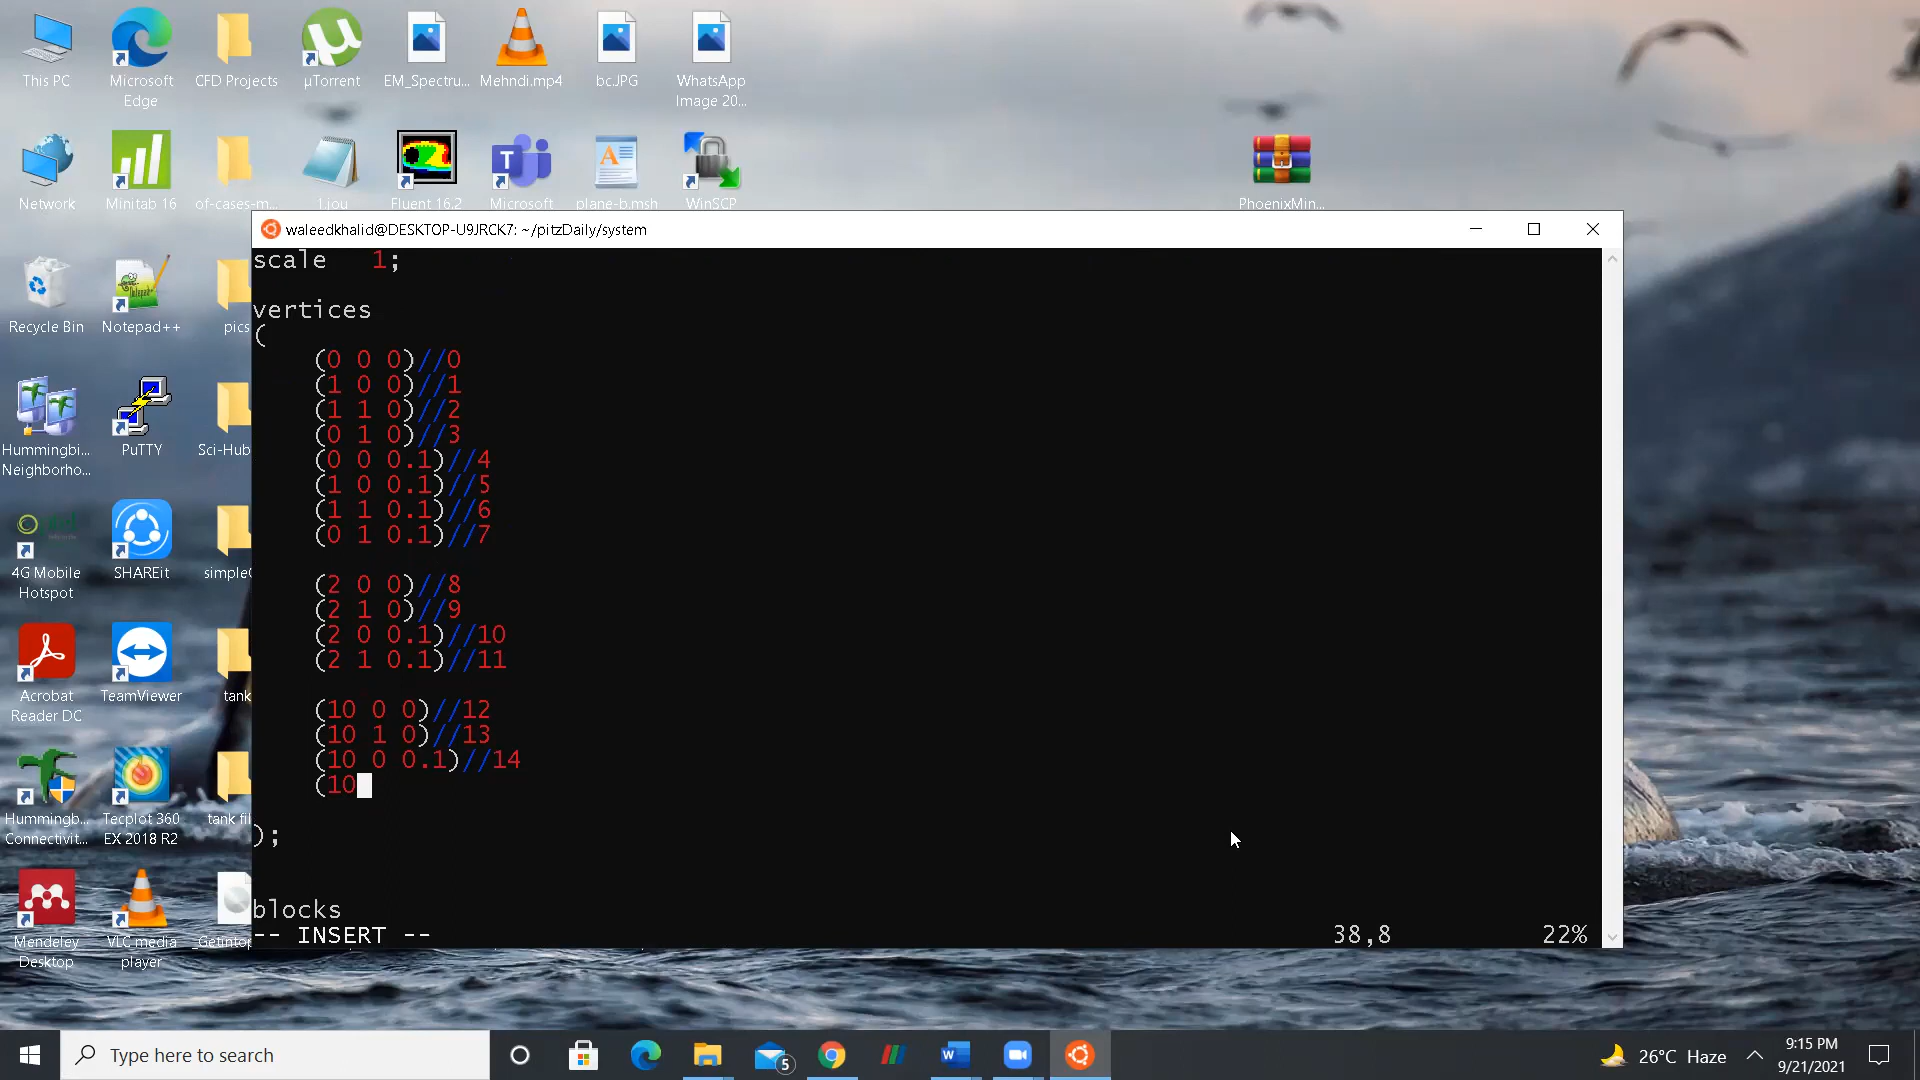 This PC
Microsoft Edge
CFD Projects
µTorrent
EM_Spectru...
Mehndi.mp4
bc.JPG
WhatsApp Image 20...
Network
Minitab 16
of-cases-m...
1.jou
Fluent 16.2
Microsoft
plane-b.msh
WinSCP
PhoenixMin...
waleedkhalid@DESKTOP-U9JRCK7: ~/pitzDaily/system
scale 1;
vertices
(
(0 0 0)//0
(1 0 0)//1
(1 1 0)//2
(0 1 0)//3
(0 0 0.1)//4
(1 0 0.1)//5
(1 1 0.1)//6
(0 1 0.1)//7
(2 0 0)//8
(2 1 0)//9
(2 0 0.1)//10
(2 1 0.1)//11
(10 0 0)//12
(10 1 0)//13
(10 0 0.1)//14
(10
);
blocks
-- INSERT --
38,8
22%
Recycle Bin
Notepad++
pics
Hummingbi... Neighborho...
PuTTY
Sci-Hub
4G Mobile Hotspot
SHAREit
simpleC
Acrobat Reader DC
TeamViewer
tank
Hummingb... Connectivit...
Tecplot 360 EX 2018 R2
tank fil
Mendeley Desktop
VLC media player
_Getintop
Type here to search
5
26°C Haze
9:15 PM
9/21/2021